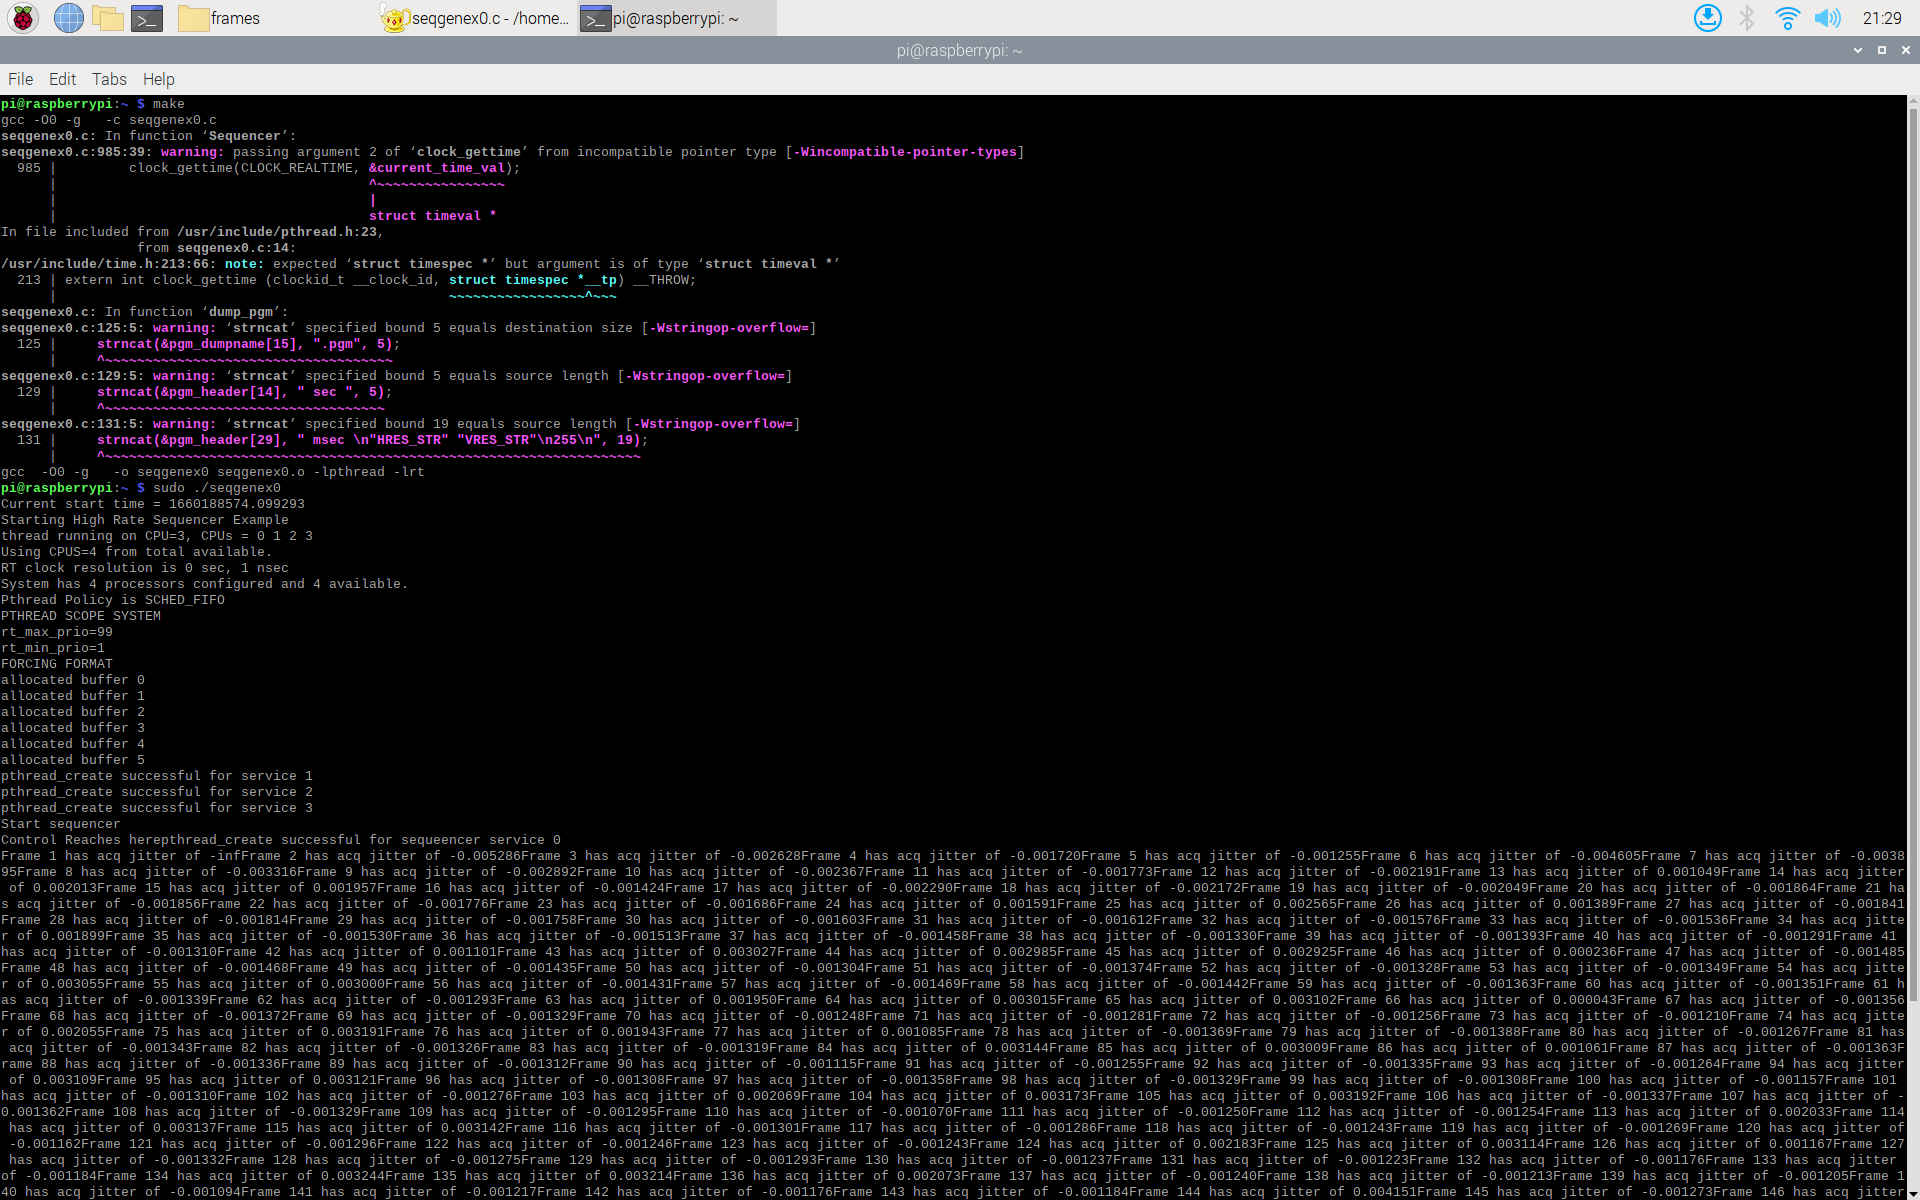 frames
seqgenex0.c - /home...
pi@raspberrypi: ~
21:29
pi@raspberrypi: ~
File Edit Tabs Help
pi@raspberrypi:~ $ make
gcc -O0 -g   -c seqgenex0.c
seqgenex0.c: In function ‘Sequencer’:
seqgenex0.c:985:39: warning: passing argument 2 of ‘clock_gettime’ from incompatible pointer type [-Wincompatible-pointer-types]
  985 |         clock_gettime(CLOCK_REALTIME, &current_time_val);
      |                                       ^~~~~~~~~~~~~~~~~
      |                                       |
      |                                       struct timeval *
In file included from /usr/include/pthread.h:23,
                 from seqgenex0.c:14:
/usr/include/time.h:213:66: note: expected ‘struct timespec *’ but argument is of type ‘struct timeval *’
  213 | extern int clock_gettime (clockid_t __clock_id, struct timespec *__tp) __THROW;
      |                                                 ~~~~~~~~~~~~~~~~~^~~~
seqgenex0.c: In function ‘dump_pgm’:
seqgenex0.c:125:5: warning: ‘strncat’ specified bound 5 equals destination size [-Wstringop-overflow=]
  125 |     strncat(&pgm_dumpname[15], ".pgm", 5);
      |     ^~~~~~~~~~~~~~~~~~~~~~~~~~~~~~~~~~~~~
seqgenex0.c:129:5: warning: ‘strncat’ specified bound 5 equals source length [-Wstringop-overflow=]
  129 |     strncat(&pgm_header[14], " sec ", 5);
      |     ^~~~~~~~~~~~~~~~~~~~~~~~~~~~~~~~~~~~
seqgenex0.c:131:5: warning: ‘strncat’ specified bound 19 equals source length [-Wstringop-overflow=]
  131 |     strncat(&pgm_header[29], " msec \n"HRES_STR" "VRES_STR"\n255\n", 19);
      |     ^~~~~~~~~~~~~~~~~~~~~~~~~~~~~~~~~~~~~~~~~~~~~~~~~~~~~~~~~~~~~~~~~~~~
gcc  -O0 -g   -o seqgenex0 seqgenex0.o -lpthread -lrt
pi@raspberrypi:~ $ sudo ./seqgenex0
Current start time = 1660188574.099293
Starting High Rate Sequencer Example
thread running on CPU=3, CPUs = 0 1 2 3
Using CPUS=4 from total available.
RT clock resolution is 0 sec, 1 nsec
System has 4 processors configured and 4 available.
Pthread Policy is SCHED_FIFO
PTHREAD SCOPE SYSTEM
rt_max_prio=99
rt_min_prio=1
FORCING FORMAT
allocated buffer 0
allocated buffer 1
allocated buffer 2
allocated buffer 3
allocated buffer 4
allocated buffer 5
pthread_create successful for service 1
pthread_create successful for service 2
pthread_create successful for service 3
Start sequencer
Control Reaches herepthread_create successful for sequeencer service 0
Frame 1 has acq jitter of -infFrame 2 has acq jitter of -0.005286Frame 3 has acq jitter of -0.002628Frame 4 has acq jitter of -0.001720Frame 5 has acq jitter of -0.001255Frame 6 has acq jitter of -0.004605Frame 7 has acq jitter of -0.0038
95Frame 8 has acq jitter of -0.003316Frame 9 has acq jitter of -0.002892Frame 10 has acq jitter of -0.002367Frame 11 has acq jitter of -0.001773Frame 12 has acq jitter of -0.002191Frame 13 has acq jitter of 0.001049Frame 14 has acq jitter
 of 0.002013Frame 15 has acq jitter of 0.001957Frame 16 has acq jitter of -0.001424Frame 17 has acq jitter of -0.002290Frame 18 has acq jitter of -0.002172Frame 19 has acq jitter of -0.002049Frame 20 has acq jitter of -0.001864Frame 21 ha
s acq jitter of -0.001856Frame 22 has acq jitter of -0.001776Frame 23 has acq jitter of -0.001686Frame 24 has acq jitter of 0.001591Frame 25 has acq jitter of 0.002565Frame 26 has acq jitter of 0.001389Frame 27 has acq jitter of -0.001841
Frame 28 has acq jitter of -0.001814Frame 29 has acq jitter of -0.001758Frame 30 has acq jitter of -0.001603Frame 31 has acq jitter of -0.001612Frame 32 has acq jitter of -0.001576Frame 33 has acq jitter of -0.001536Frame 34 has acq jitte
r of 0.001899Frame 35 has acq jitter of -0.001530Frame 36 has acq jitter of -0.001513Frame 37 has acq jitter of -0.001458Frame 38 has acq jitter of -0.001330Frame 39 has acq jitter of -0.001393Frame 40 has acq jitter of -0.001291Frame 41 
has acq jitter of -0.001310Frame 42 has acq jitter of 0.001101Frame 43 has acq jitter of 0.003027Frame 44 has acq jitter of 0.002985Frame 45 has acq jitter of 0.002925Frame 46 has acq jitter of 0.000236Frame 47 has acq jitter of -0.001485
Frame 48 has acq jitter of -0.001468Frame 49 has acq jitter of -0.001435Frame 50 has acq jitter of -0.001304Frame 51 has acq jitter of -0.001374Frame 52 has acq jitter of -0.001328Frame 53 has acq jitter of -0.001349Frame 54 has acq jitte
r of 0.003055Frame 55 has acq jitter of 0.003000Frame 56 has acq jitter of -0.001431Frame 57 has acq jitter of -0.001469Frame 58 has acq jitter of -0.001442Frame 59 has acq jitter of -0.001363Frame 60 has acq jitter of -0.001351Frame 61 h
as acq jitter of -0.001339Frame 62 has acq jitter of -0.001293Frame 63 has acq jitter of 0.001950Frame 64 has acq jitter of 0.003015Frame 65 has acq jitter of 0.003102Frame 66 has acq jitter of 0.000043Frame 67 has acq jitter of -0.001356
Frame 68 has acq jitter of -0.001372Frame 69 has acq jitter of -0.001329Frame 70 has acq jitter of -0.001248Frame 71 has acq jitter of -0.001281Frame 72 has acq jitter of -0.001256Frame 73 has acq jitter of -0.001210Frame 74 has acq jitte
r of 0.002055Frame 75 has acq jitter of 0.003191Frame 76 has acq jitter of 0.001943Frame 77 has acq jitter of 0.001085Frame 78 has acq jitter of -0.001369Frame 79 has acq jitter of -0.001388Frame 80 has acq jitter of -0.001267Frame 81 has
 acq jitter of -0.001343Frame 82 has acq jitter of -0.001326Frame 83 has acq jitter of -0.001319Frame 84 has acq jitter of 0.003144Frame 85 has acq jitter of 0.003009Frame 86 has acq jitter of 0.001061Frame 87 has acq jitter of -0.001363F
rame 88 has acq jitter of -0.001336Frame 89 has acq jitter of -0.001312Frame 90 has acq jitter of -0.001115Frame 91 has acq jitter of -0.001255Frame 92 has acq jitter of -0.001335Frame 93 has acq jitter of -0.001264Frame 94 has acq jitter
 of 0.003109Frame 95 has acq jitter of 0.003121Frame 96 has acq jitter of -0.001308Frame 97 has acq jitter of -0.001358Frame 98 has acq jitter of -0.001329Frame 99 has acq jitter of -0.001308Frame 100 has acq jitter of -0.001157Frame 101 
has acq jitter of -0.001310Frame 102 has acq jitter of -0.001276Frame 103 has acq jitter of 0.002069Frame 104 has acq jitter of 0.003173Frame 105 has acq jitter of 0.003192Frame 106 has acq jitter of -0.001337Frame 107 has acq jitter of -
0.001362Frame 108 has acq jitter of -0.001329Frame 109 has acq jitter of -0.001295Frame 110 has acq jitter of -0.001070Frame 111 has acq jitter of -0.001250Frame 112 has acq jitter of -0.001254Frame 113 has acq jitter of 0.002033Frame 114
 has acq jitter of 0.003137Frame 115 has acq jitter of 0.003142Frame 116 has acq jitter of -0.001301Frame 117 has acq jitter of -0.001286Frame 118 has acq jitter of -0.001243Frame 119 has acq jitter of -0.001269Frame 120 has acq jitter of
 -0.001162Frame 121 has acq jitter of -0.001296Frame 122 has acq jitter of -0.001246Frame 123 has acq jitter of -0.001243Frame 124 has acq jitter of 0.002183Frame 125 has acq jitter of 0.003114Frame 126 has acq jitter of 0.001167Frame 127
 has acq jitter of -0.001332Frame 128 has acq jitter of -0.001275Frame 129 has acq jitter of -0.001293Frame 130 has acq jitter of -0.001237Frame 131 has acq jitter of -0.001223Frame 132 has acq jitter of -0.001176Frame 133 has acq jitter 
of -0.001184Frame 134 has acq jitter of 0.003244Frame 135 has acq jitter of 0.003214Frame 136 has acq jitter of 0.002073Frame 137 has acq jitter of -0.001240Frame 138 has acq jitter of -0.001213Frame 139 has acq jitter of -0.001205Frame 1
40 has acq jitter of -0.001094Frame 141 has acq jitter of -0.001217Frame 142 has acq jitter of -0.001176Frame 143 has acq jitter of -0.001184Frame 144 has acq jitter of 0.004151Frame 145 has acq jitter of -0.001273Frame 146 has acq jitter